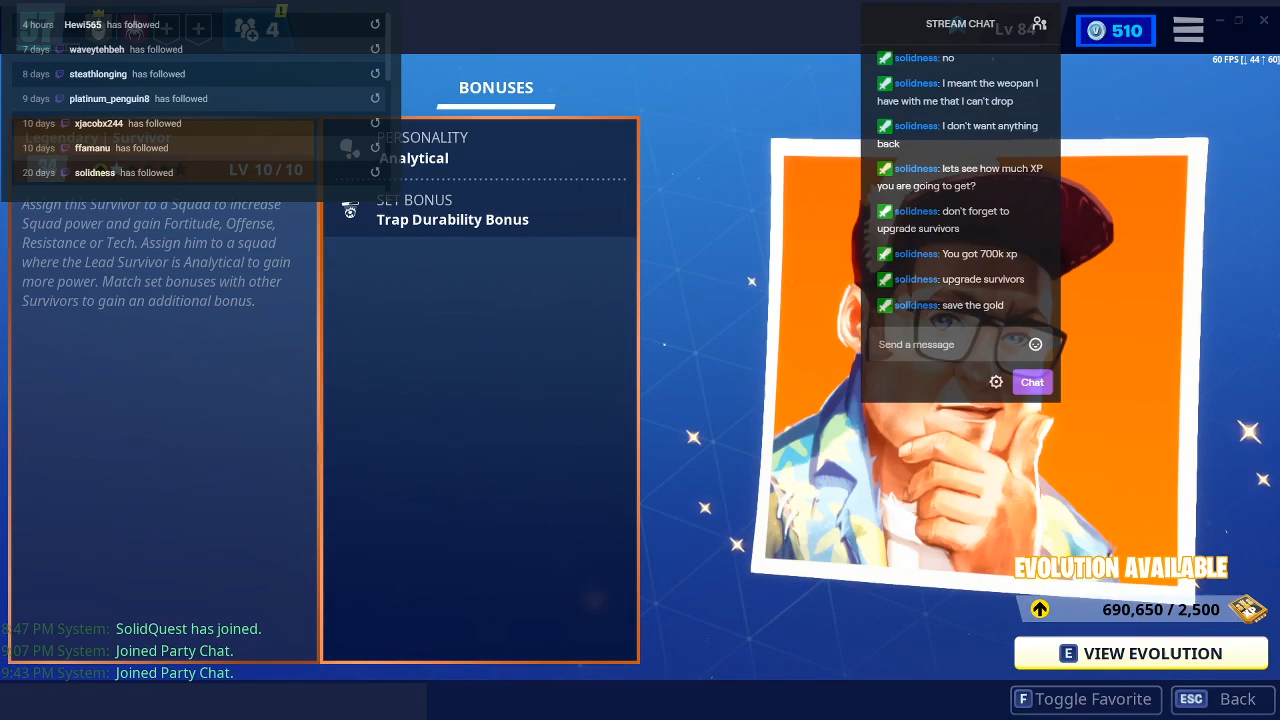 4 hours Hewi565 has followed
7 days waveytehbeh has followed
8 days steathlonging has followed
9 days platinum_penguin8 has followed
10 days xjacobx244 has followed
10 days ffamanu has followed
20 days solidness has followed
4
Legendary | Survivor
LV 10 / 10
Assign this Survivor to a Squad to increase
Squad power and gain Fortitude, Offense,
Resistance or Tech. Assign him to a squad
where the Lead Survivor is Analytical to gain
more power. Match set bonuses with other
Survivors to gain an additional bonus.
BONUSES
PERSONALITY
Analytical
SET BONUS
Trap Durability Bonus
STREAM CHAT
Lv 84
510
60 FPS [↓ 44 ↑ 60]
solidness: no
solidness: I meant the weopan I
have with me that I can't drop
solidness: I don't want anything
back
solidness: lets see how much XP
you are going to get?
solidness: don't forget to
upgrade survivors
solidness: You got 700k xp
solidness: upgrade survivors
solidness: save the gold
Send a message
Chat
EVOLUTION AVAILABLE
690,650 / 2,500
E VIEW EVOLUTION
8:47 PM System: SolidQuest has joined.
9:07 PM System: Joined Party Chat.
9:43 PM System: Joined Party Chat.
F Toggle Favorite
ESC Back